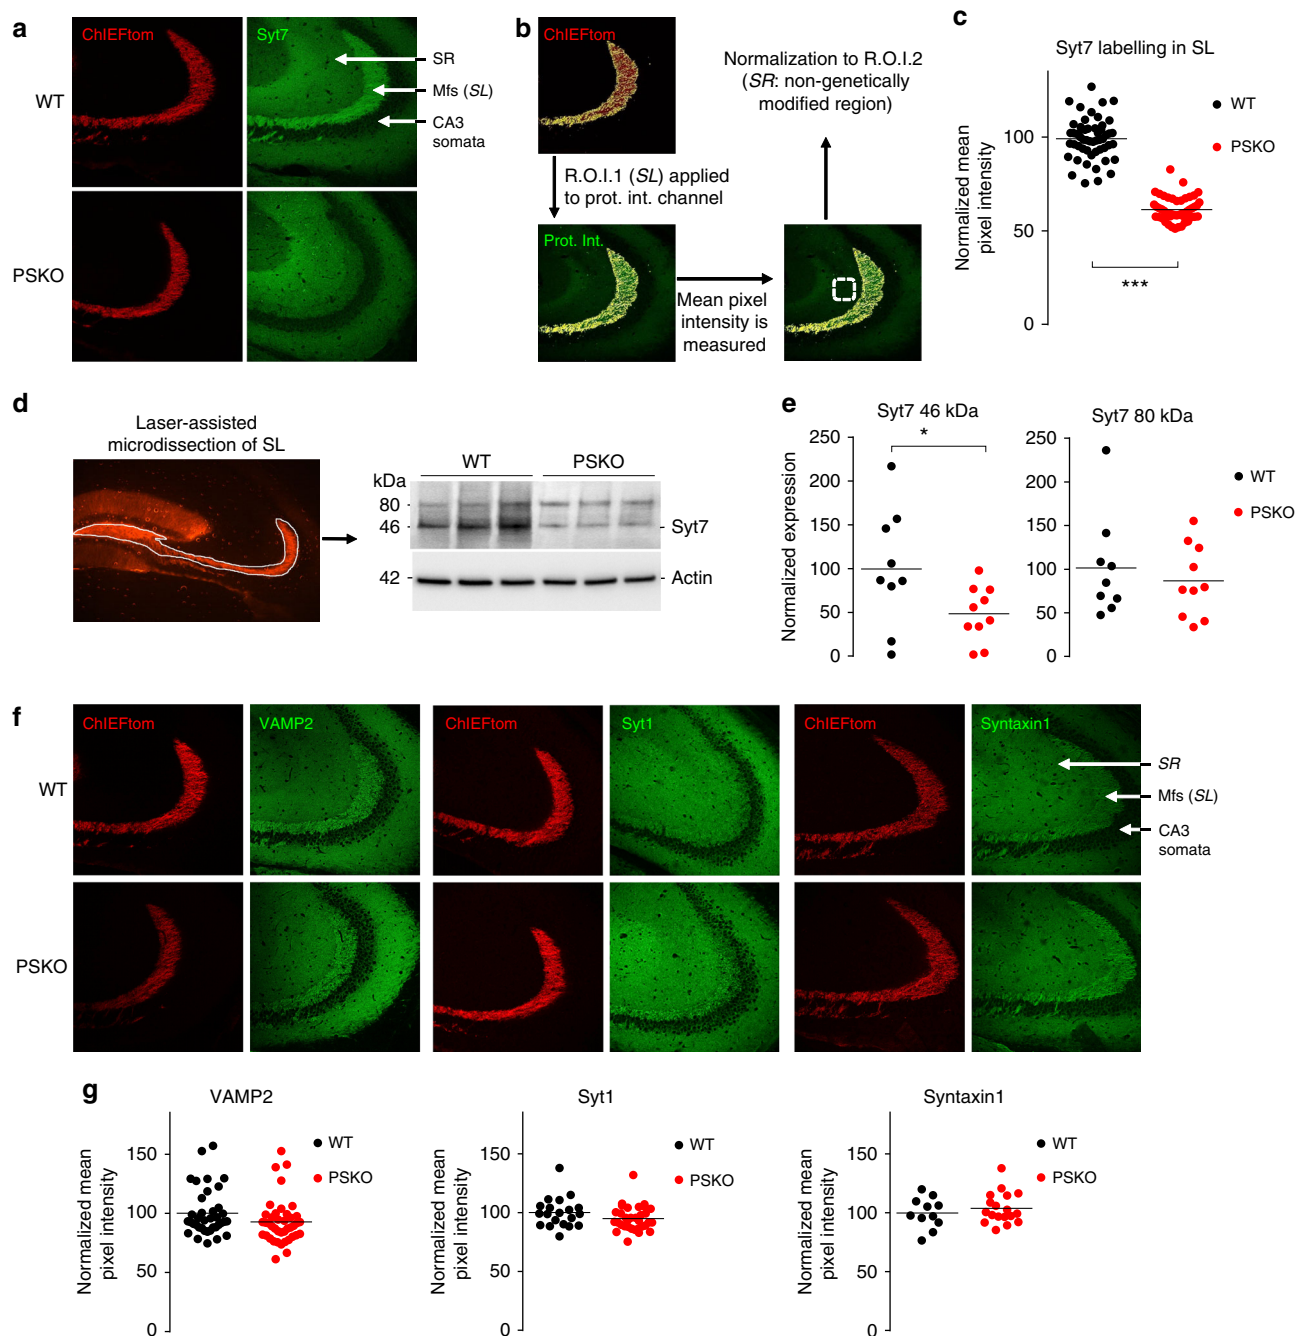 a
ChIEFtom
Syt7
SR
Mfs (SL)
CA3
somata
WT
PSKO
b
ChIEFtom
R.O.I.1 (SL) applied
to prot. int. channel
Prot. Int.
Mean pixel
intensity is
measured
Normalization to R.O.I.2
(SR: non-genetically
modified region)
c
Syt7 labelling in SL
Normalized mean
pixel intensity
100
50
0
WT
PSKO
***
d
Laser-assisted
microdissection of SL
WT
PSKO
kDa
80
46
42
Syt7
Actin
e
Syt7 46 kDa
*
Normalized expression
250
200
150
100
50
0
Syt7 80 kDa
250
200
150
100
50
0
WT
PSKO
f
ChIEFtom
VAMP2
ChIEFtom
Syt1
ChIEFtom
Syntaxin1
WT
SR
Mfs (SL)
CA3
somata
PSKO
g
VAMP2
Normalized mean
pixel intensity
150
100
50
0
WT
PSKO
Syt1
Normalized mean
pixel intensity
150
100
50
0
WT
PSKO
Syntaxin1
Normalized mean
pixel intensity
150
100
50
0
WT
PSKO